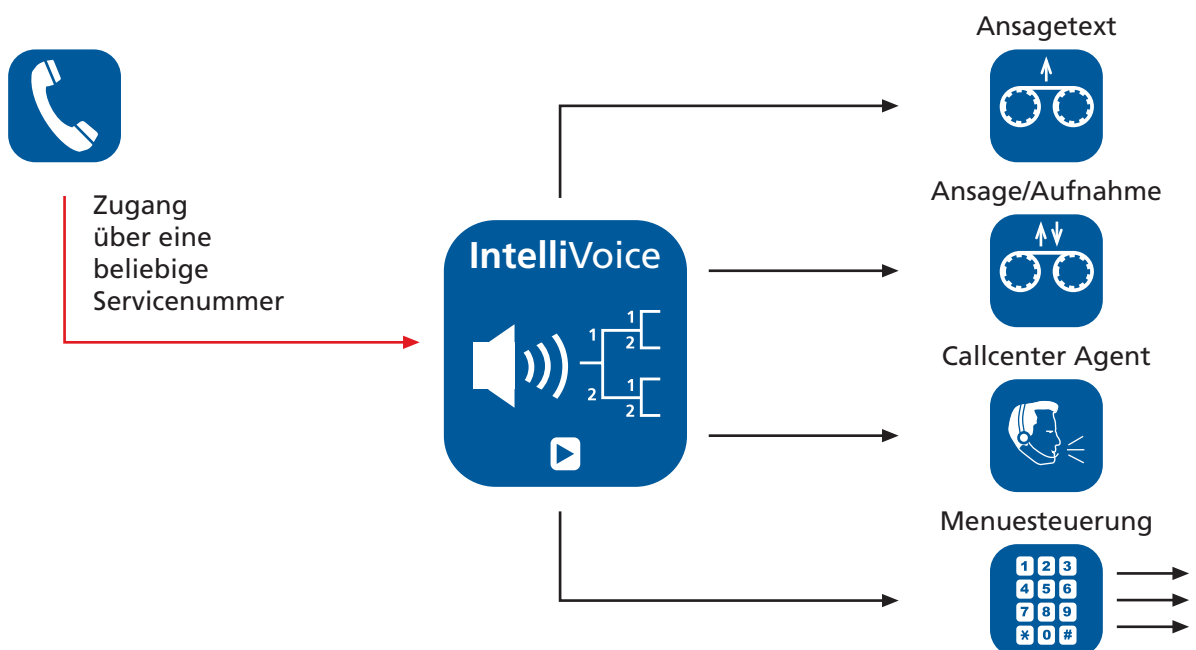 Ansagetext
Zugang
über eine
beliebige
Servicenummer
IntelliVoice
1
1
2
2
1
2
Ansage/Aufnahme
Callcenter Agent
Menuesteuerung
1 2 3
4 5 6
7 8 9
* 0 #